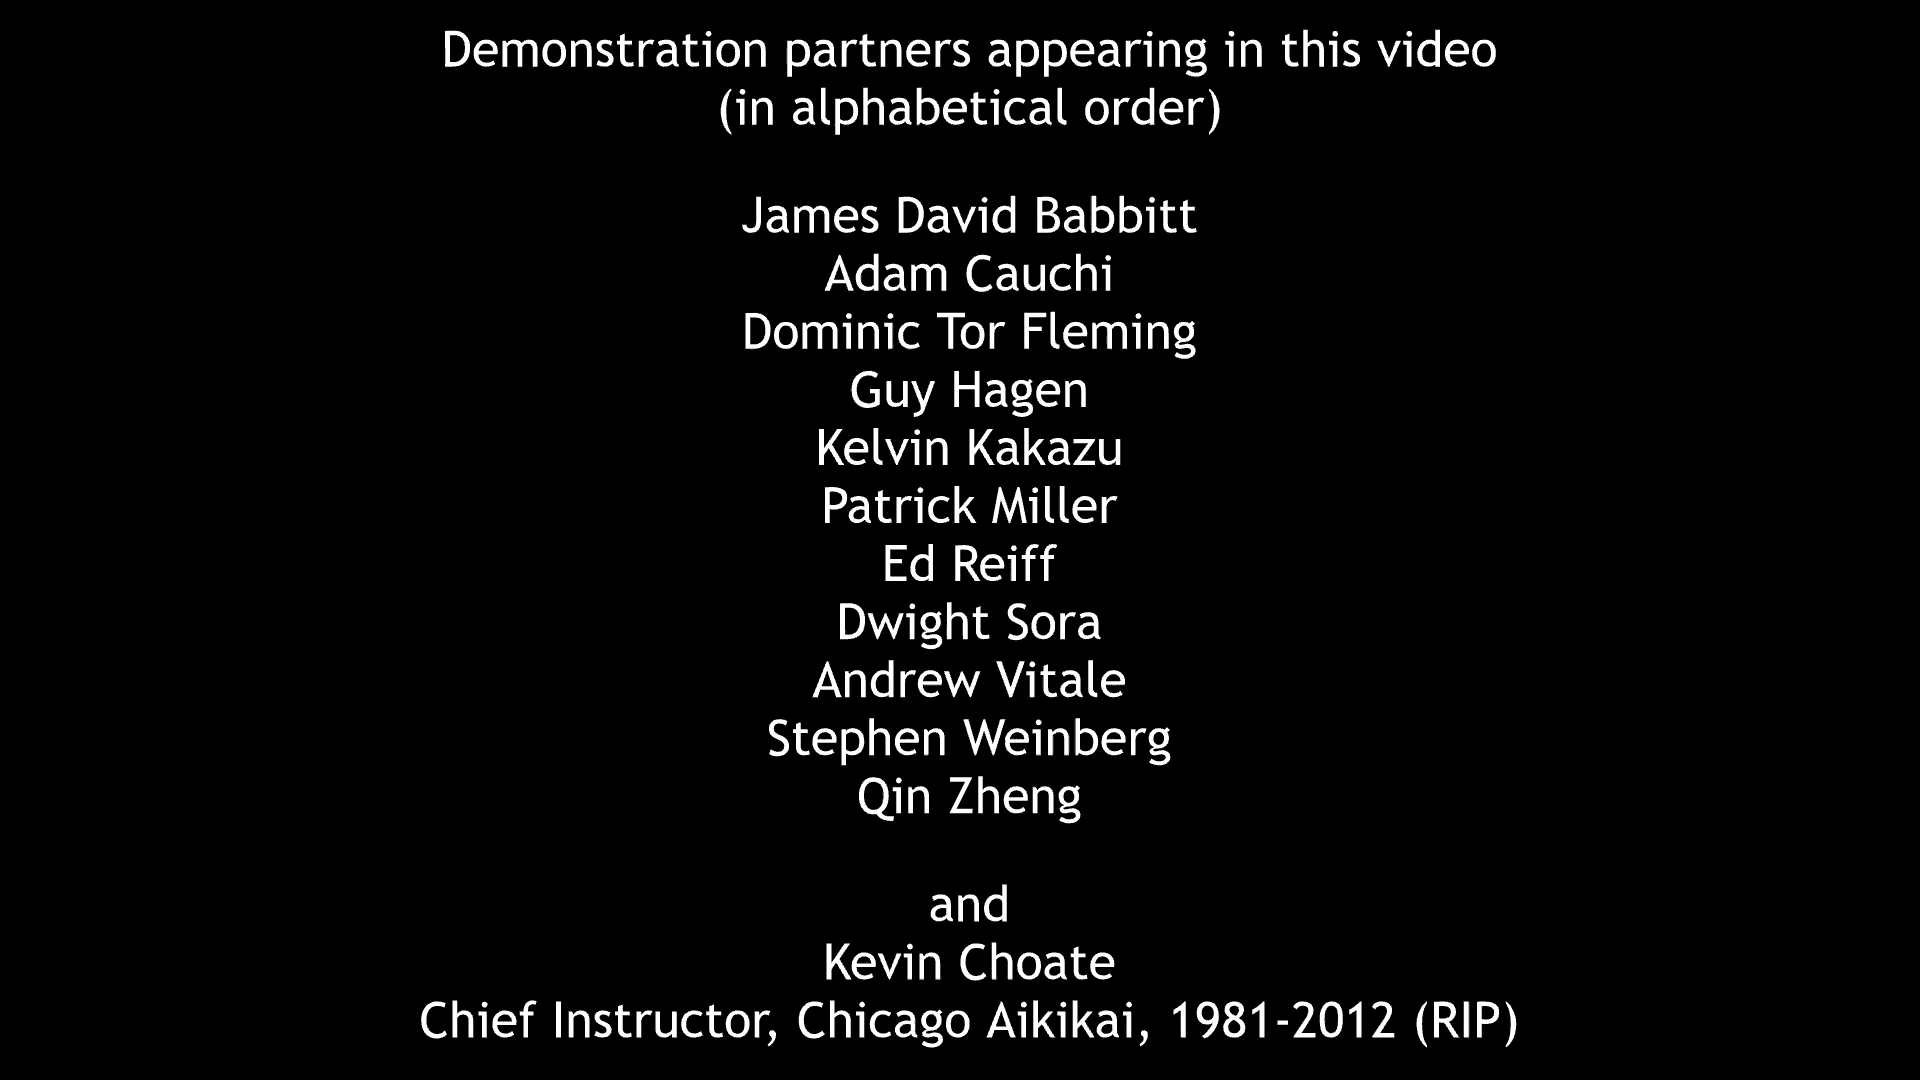 Demonstration partners appearing in this video
(in alphabetical order)
James David Babbitt
Adam Cauchi
Dominic Tor Fleming
Guy Hagen
Kelvin Kakazu
Patrick Miller
Ed Reiff
Dwight Sora
Andrew Vitale
Stephen Weinberg
Qin Zheng
and
Kevin Choate
Chief Instructor, Chicago Aikikai, 1981-2012 (RIP)